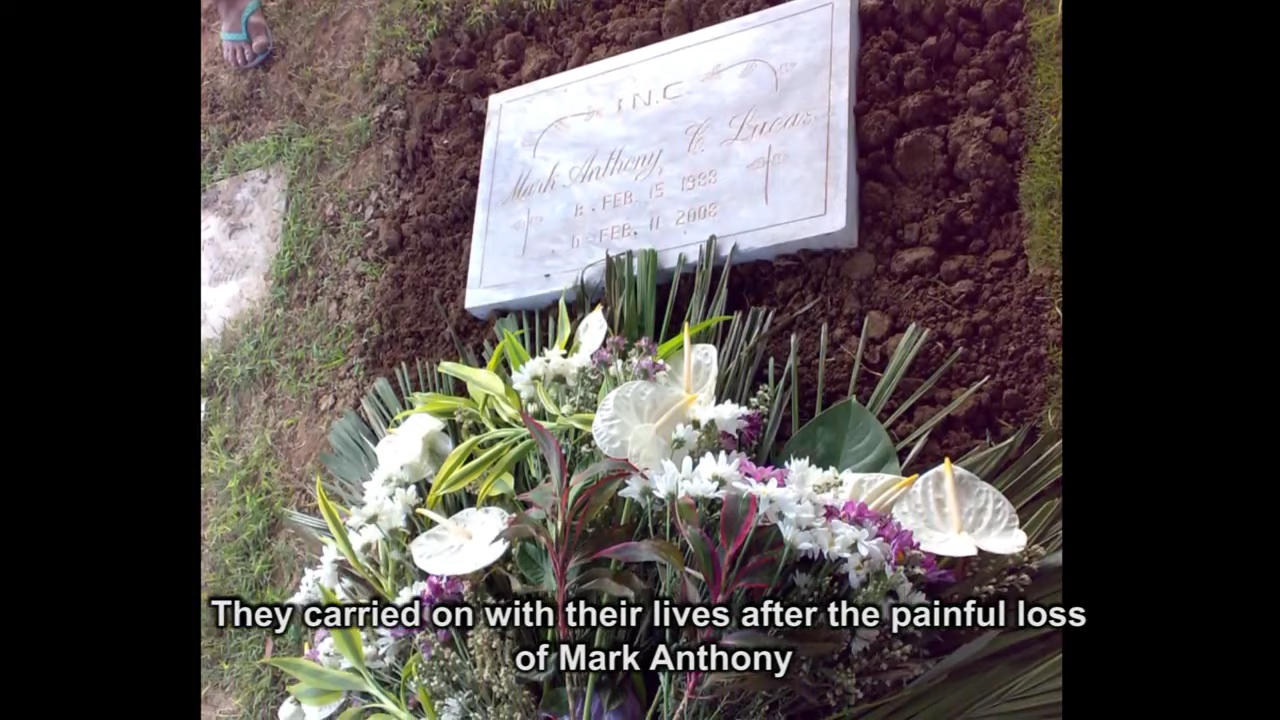 I.N.C.
Mark Anthony C. Lucas
B. FEB. 15 1988
D. FEB. 11 2008
They carried on with their lives after the painful loss
of Mark Anthony